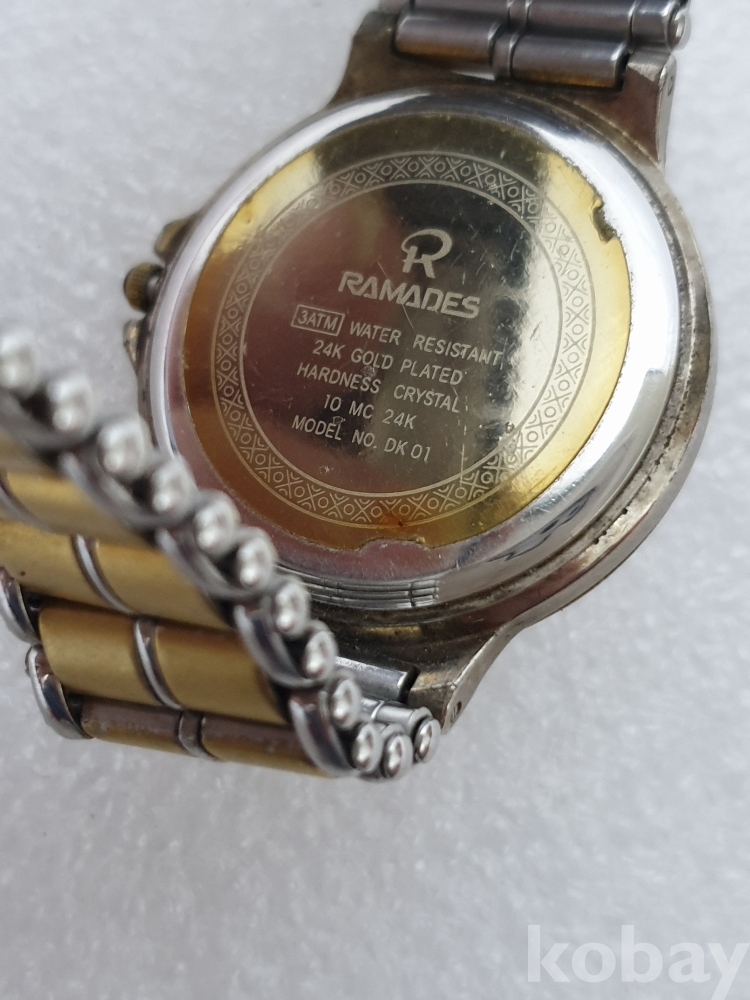 R
RAMADES
3ATM WATER RESISTANT
24K GOLD PLATED
HARDNESS CRYSTAL
10 MC 24K
MODEL NO. DK 01
kobay